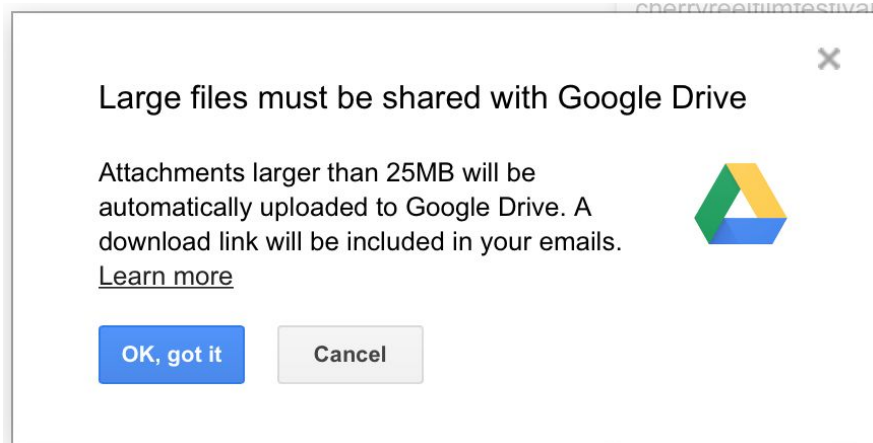 cherryreelfilmfestival
Large files must be shared with Google Drive
Attachments larger than 25MB will be
automatically uploaded to Google Drive. A
download link will be included in your emails.
Learn more
OK, got it
Cancel